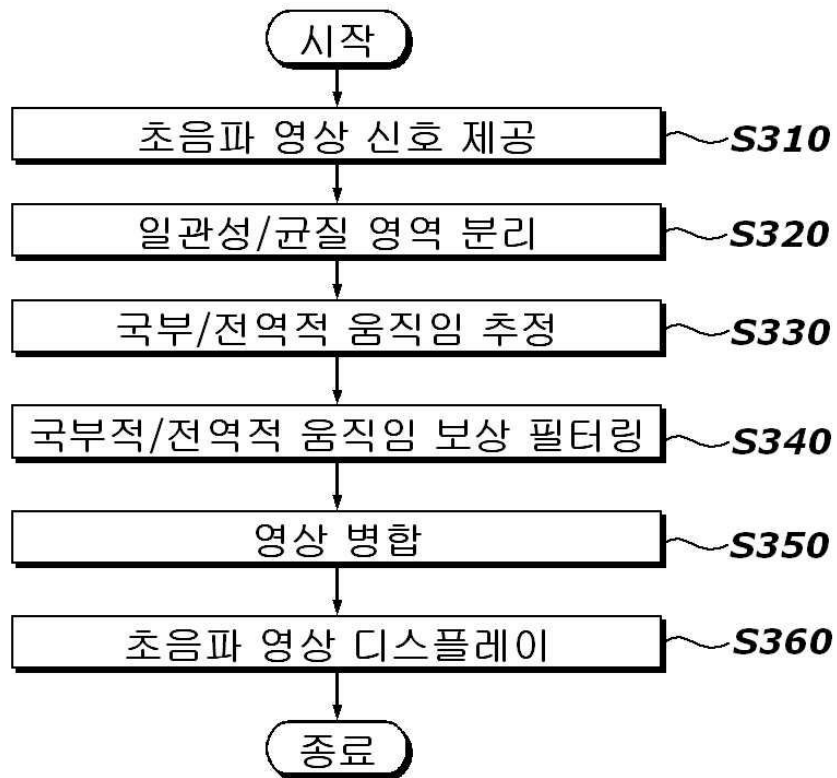 시작
초음파 영상 신호 제공 S310
일관성/균질 영역 분리 S320
국부/전역적 움직임 추정 S330
국부적/전역적 움직임 보상 필터링 S340
영상 병합 S350
초음파 영상 디스플레이 S360
종료